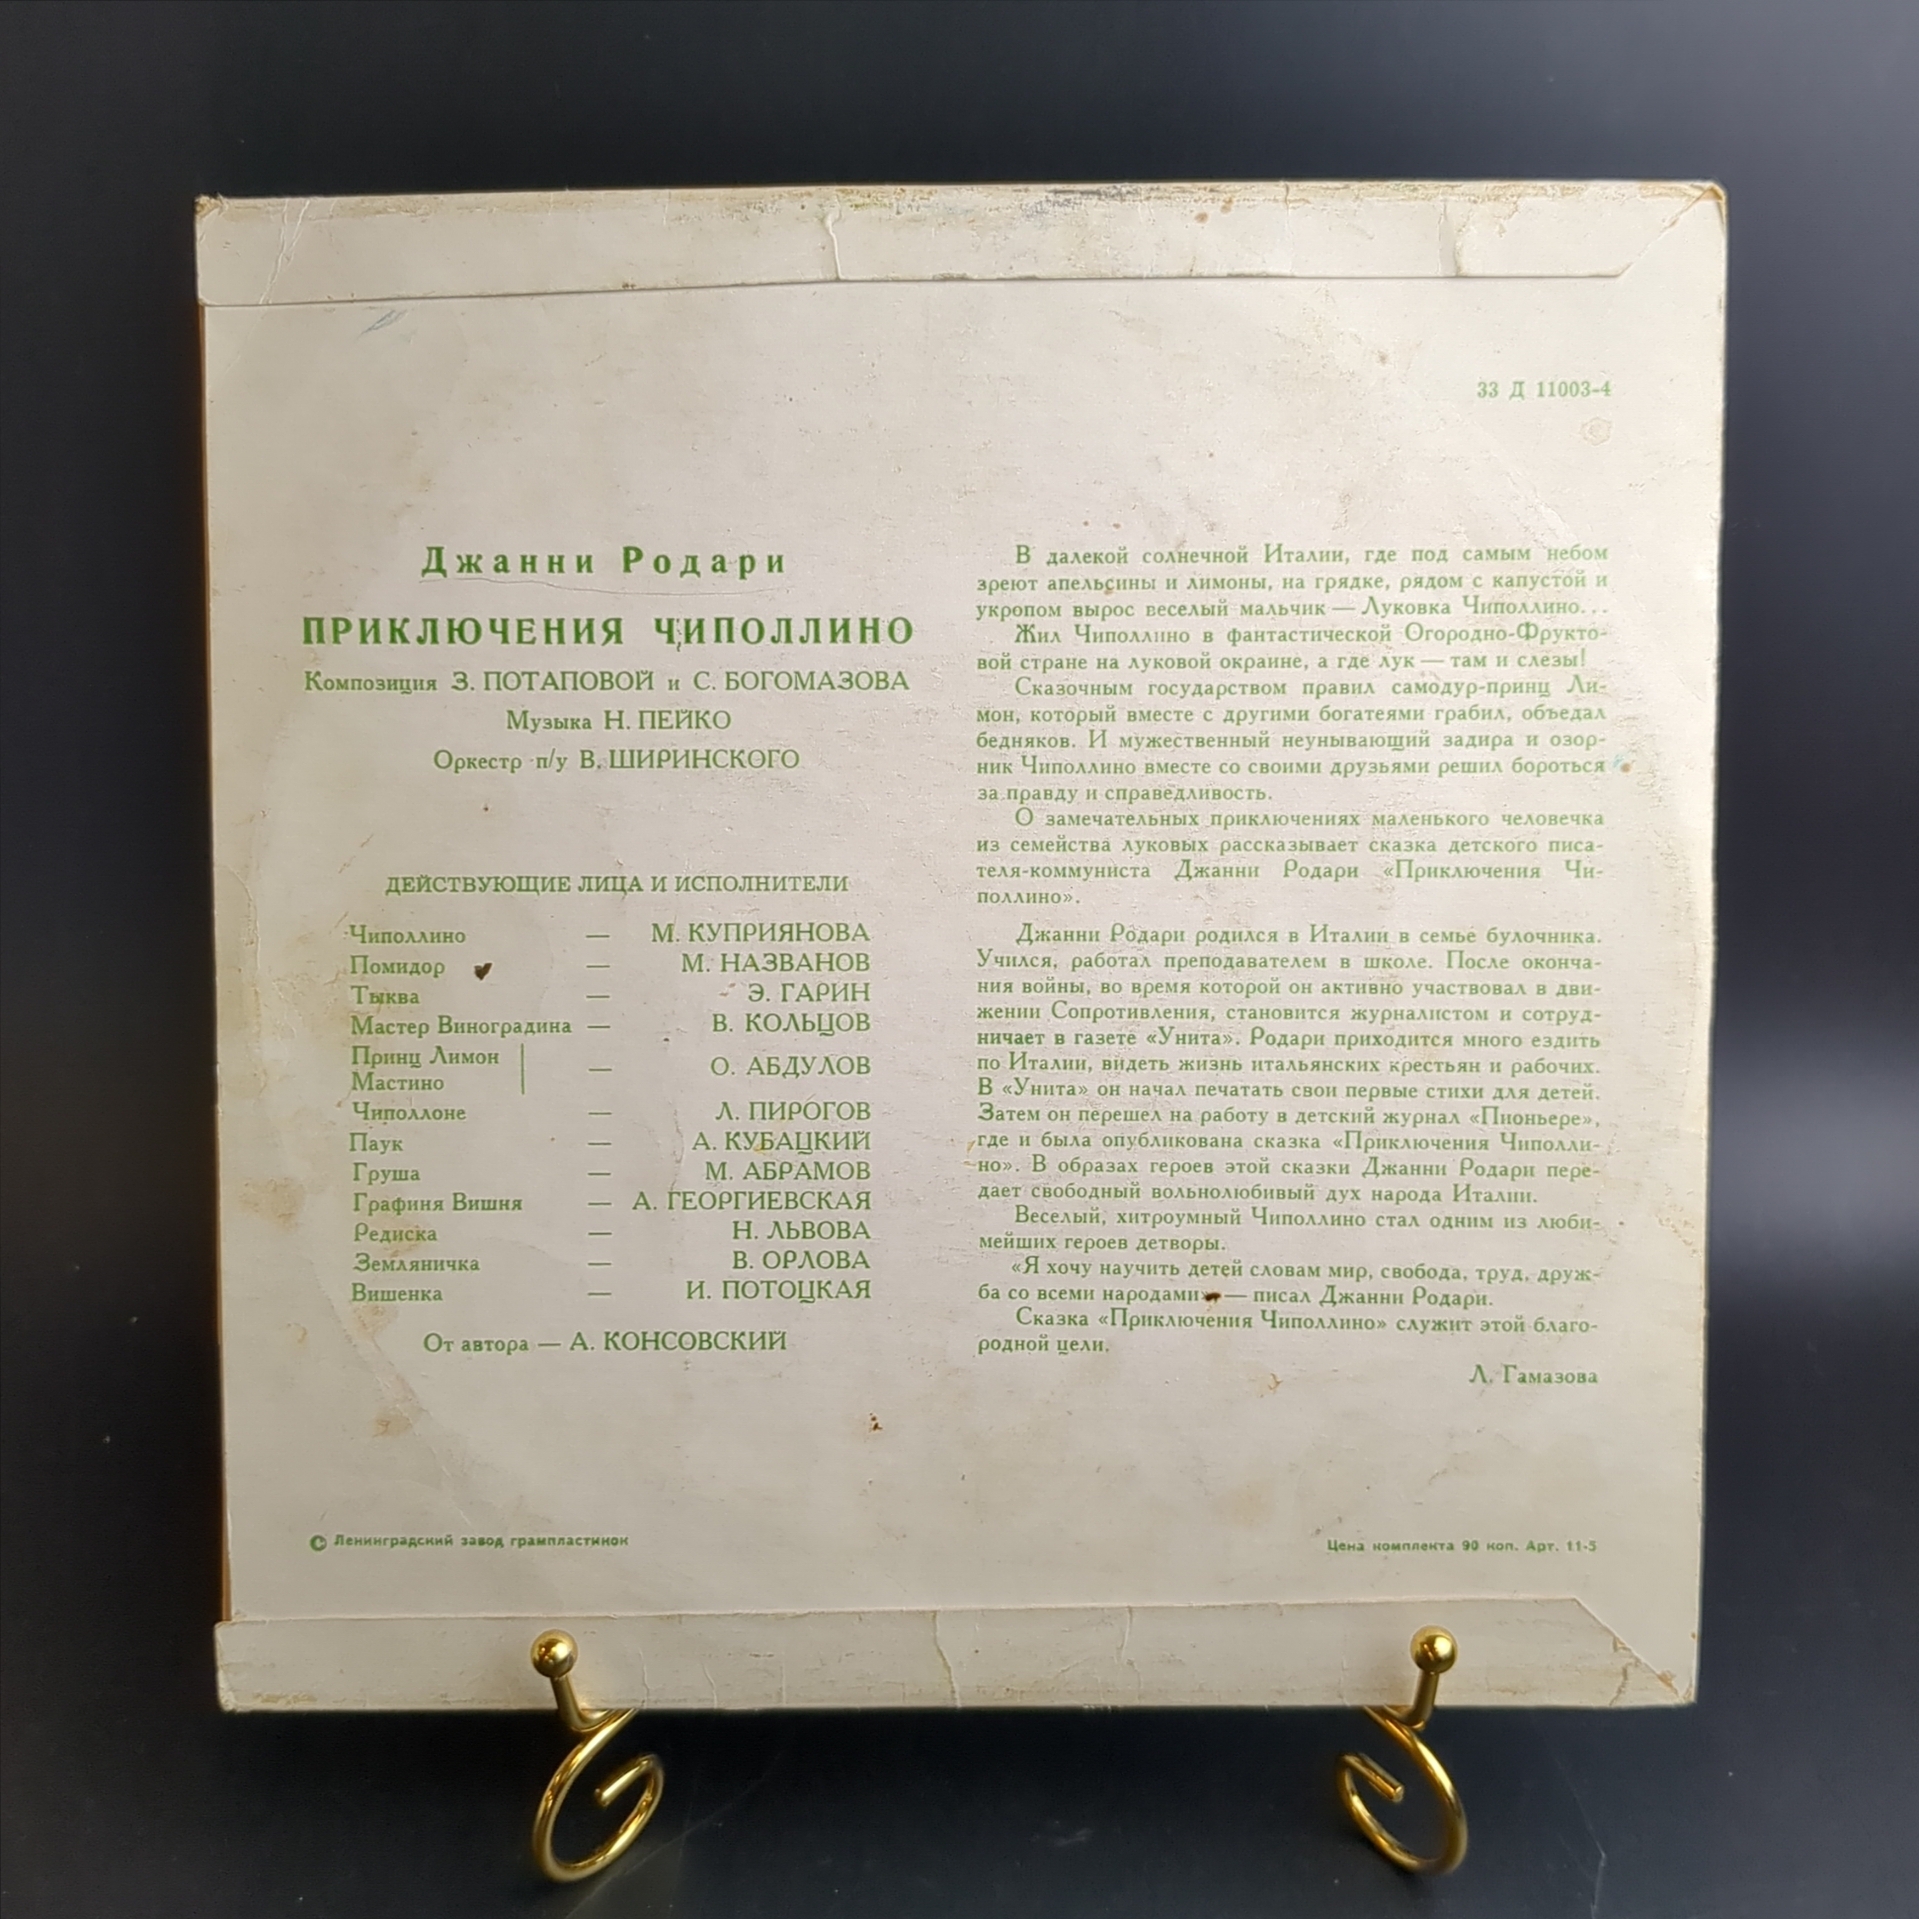 33 Д 11003-4
Джанни Родари
ПРИКЛЮЧЕНИЯ ЧИПОЛЛИНО
Композиция З. ПОТАПОВОЙ и С. БОГОМАЗОВА
Музыка Н. ПЕЙКО
Оркестр п/у В. ШИРИНСКОГО
ДЕЙСТВУЮЩИЕ ЛИЦА И ИСПОЛНИТЕЛИ
Чиполлино — М. КУПРИЯНОВА
Помидор — М. НАЗВАНОВ
Тыква — Э. ГАРИН
Мастер Виноградина — В. КОЛЬЦОВ
Принц Лимон
Мастино — О. АБДУЛОВ
Чиполлоне — Л. ПИРОГОВ
Паук — А. КУБАЦКИЙ
Груша — М. АБРАМОВ
Графиня Вишня — А. ГЕОРГИЕВСКАЯ
Редиска — Н. ЛЬВОВА
Земляничка — В. ОРЛОВА
Вишенка — И. ПОТОЦКАЯ
От автора — А. КОНСОВСКИЙ
В далекой солнечной Италии, где под самым небом
зреют апельсины и лимоны, на грядке, рядом с капустой и
укропом вырос веселый мальчик — Луковка Чиполлино...
Жил Чиполлино в фантастической Огородно-Фрукто-
вой стране на луковой окраине, а где лук — там и слезы!
Сказочным государством правил самодур-принц Ли-
мон, который вместе с другими богатеями грабил, объедал
бедняков. И мужественный неунывающий задира и озор-
ник Чиполлино вместе со своими друзьями решил бороться
за правду и справедливость.
О замечательных приключениях маленького человечка
из семейства луковых рассказывает сказка детского писа-
теля-коммуниста Джанни Родари «Приключения Чи-
поллино».
Джанни Родари родился в Италии в семье булочника.
Учился, работал преподавателем в школе. После оконча-
ния войны, во время которой он активно участвовал в дви-
жении Сопротивления, становится журналистом и сотруд-
ничает в газете «Унита». Родари приходится много ездить
по Италии, видеть жизнь итальянских крестьян и рабочих.
В «Унита» он начал печатать свои первые стихи для детей.
Затем он перешел на работу в детский журнал «Пионьере»,
где и была опубликована сказка «Приключения Чиполли-
но». В образах героев этой сказки Джанни Родари пере-
дает свободный вольнолюбивый дух народа Италии.
Веселый, хитроумный Чиполлино стал одним из люби-
мейших героев детворы.
«Я хочу научить детей словам мир, свобода, труд, друж-
ба со всеми народами» — писал Джанни Родари.
Сказка «Приключения Чиполлино» служит этой благо-
родной цели.
Л. Гамазова
© Ленинградский завод грампластинок
Цена комплекта 90 коп. Арт. 11-5